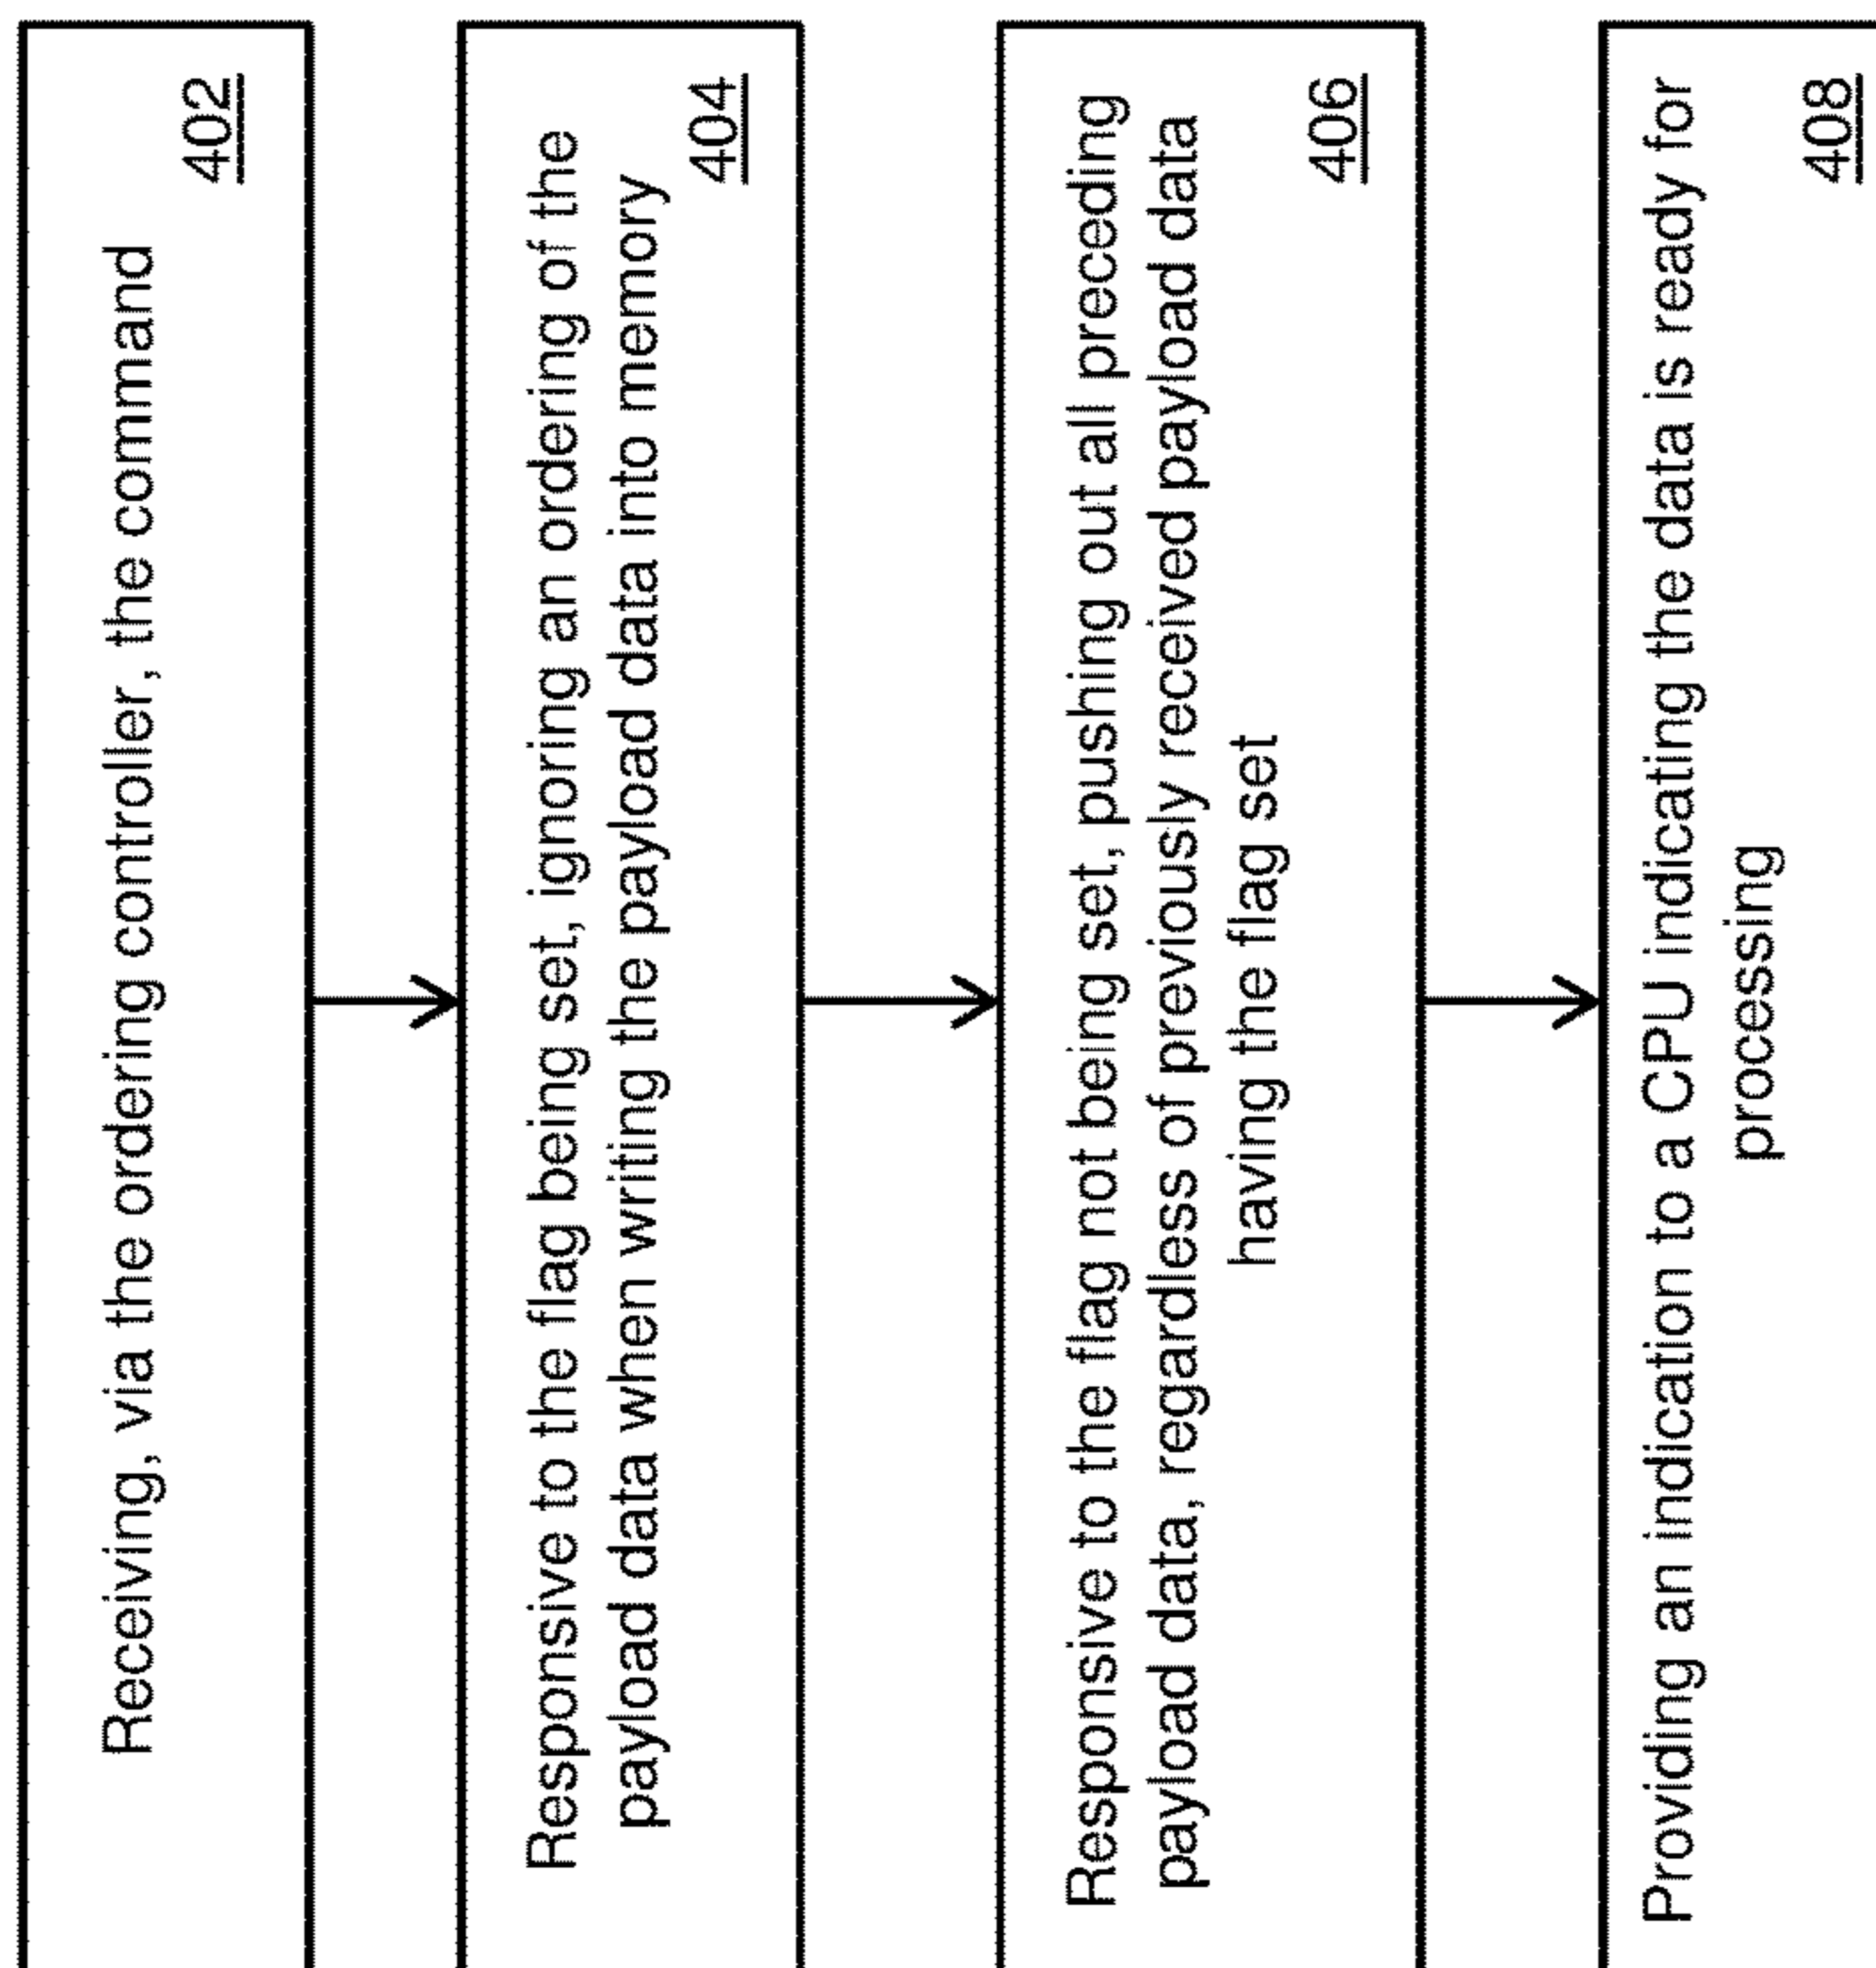 Receiving, via the ordering controller, the command
402
Responsive to the flag being set, ignoring an ordering of the
payload data when writing the payload data into memory
404
Responsive to the flag not being set, pushing out all preceding
payload data, regardless of previously received payload data
having the flag set
406
Providing an indication to a CPU indicating the data is ready for
processing
408